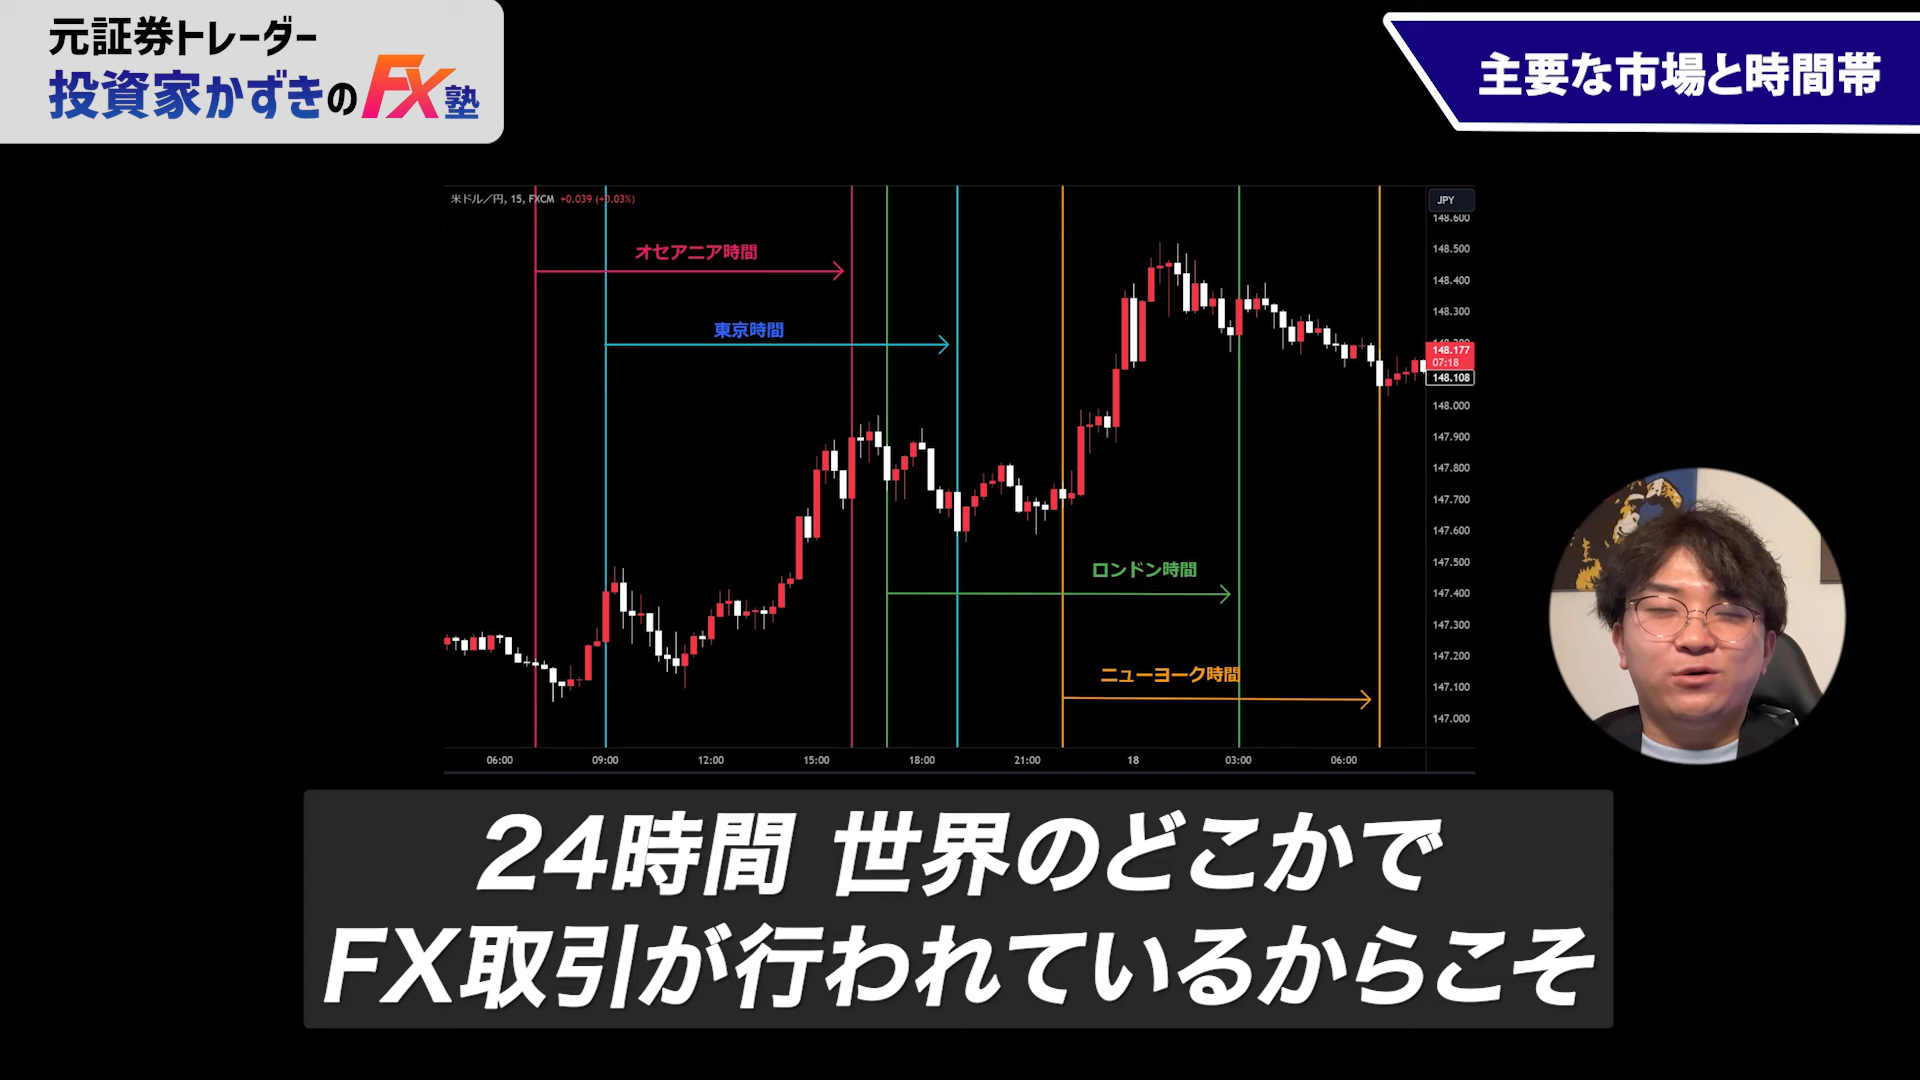 元証券トレーダー
投資家かずきのFX塾
主要な市場と時間帯
米ドル/円, 15, FXCM +0.039 (+0.03%)
JPY
148.600
148.500
148.400
148.300
148.177
07:18
148.108
148.000
147.900
147.800
147.700
147.600
147.500
147.400
147.300
147.200
147.100
147.000
オセアニア時間
東京時間
ロンドン時間
ニューヨーク時間
06:00 09:00 12:00 15:00 18:00 21:00 18 03:00 06:00
24時間 世界のどこかで
FX取引が行われているからこそ